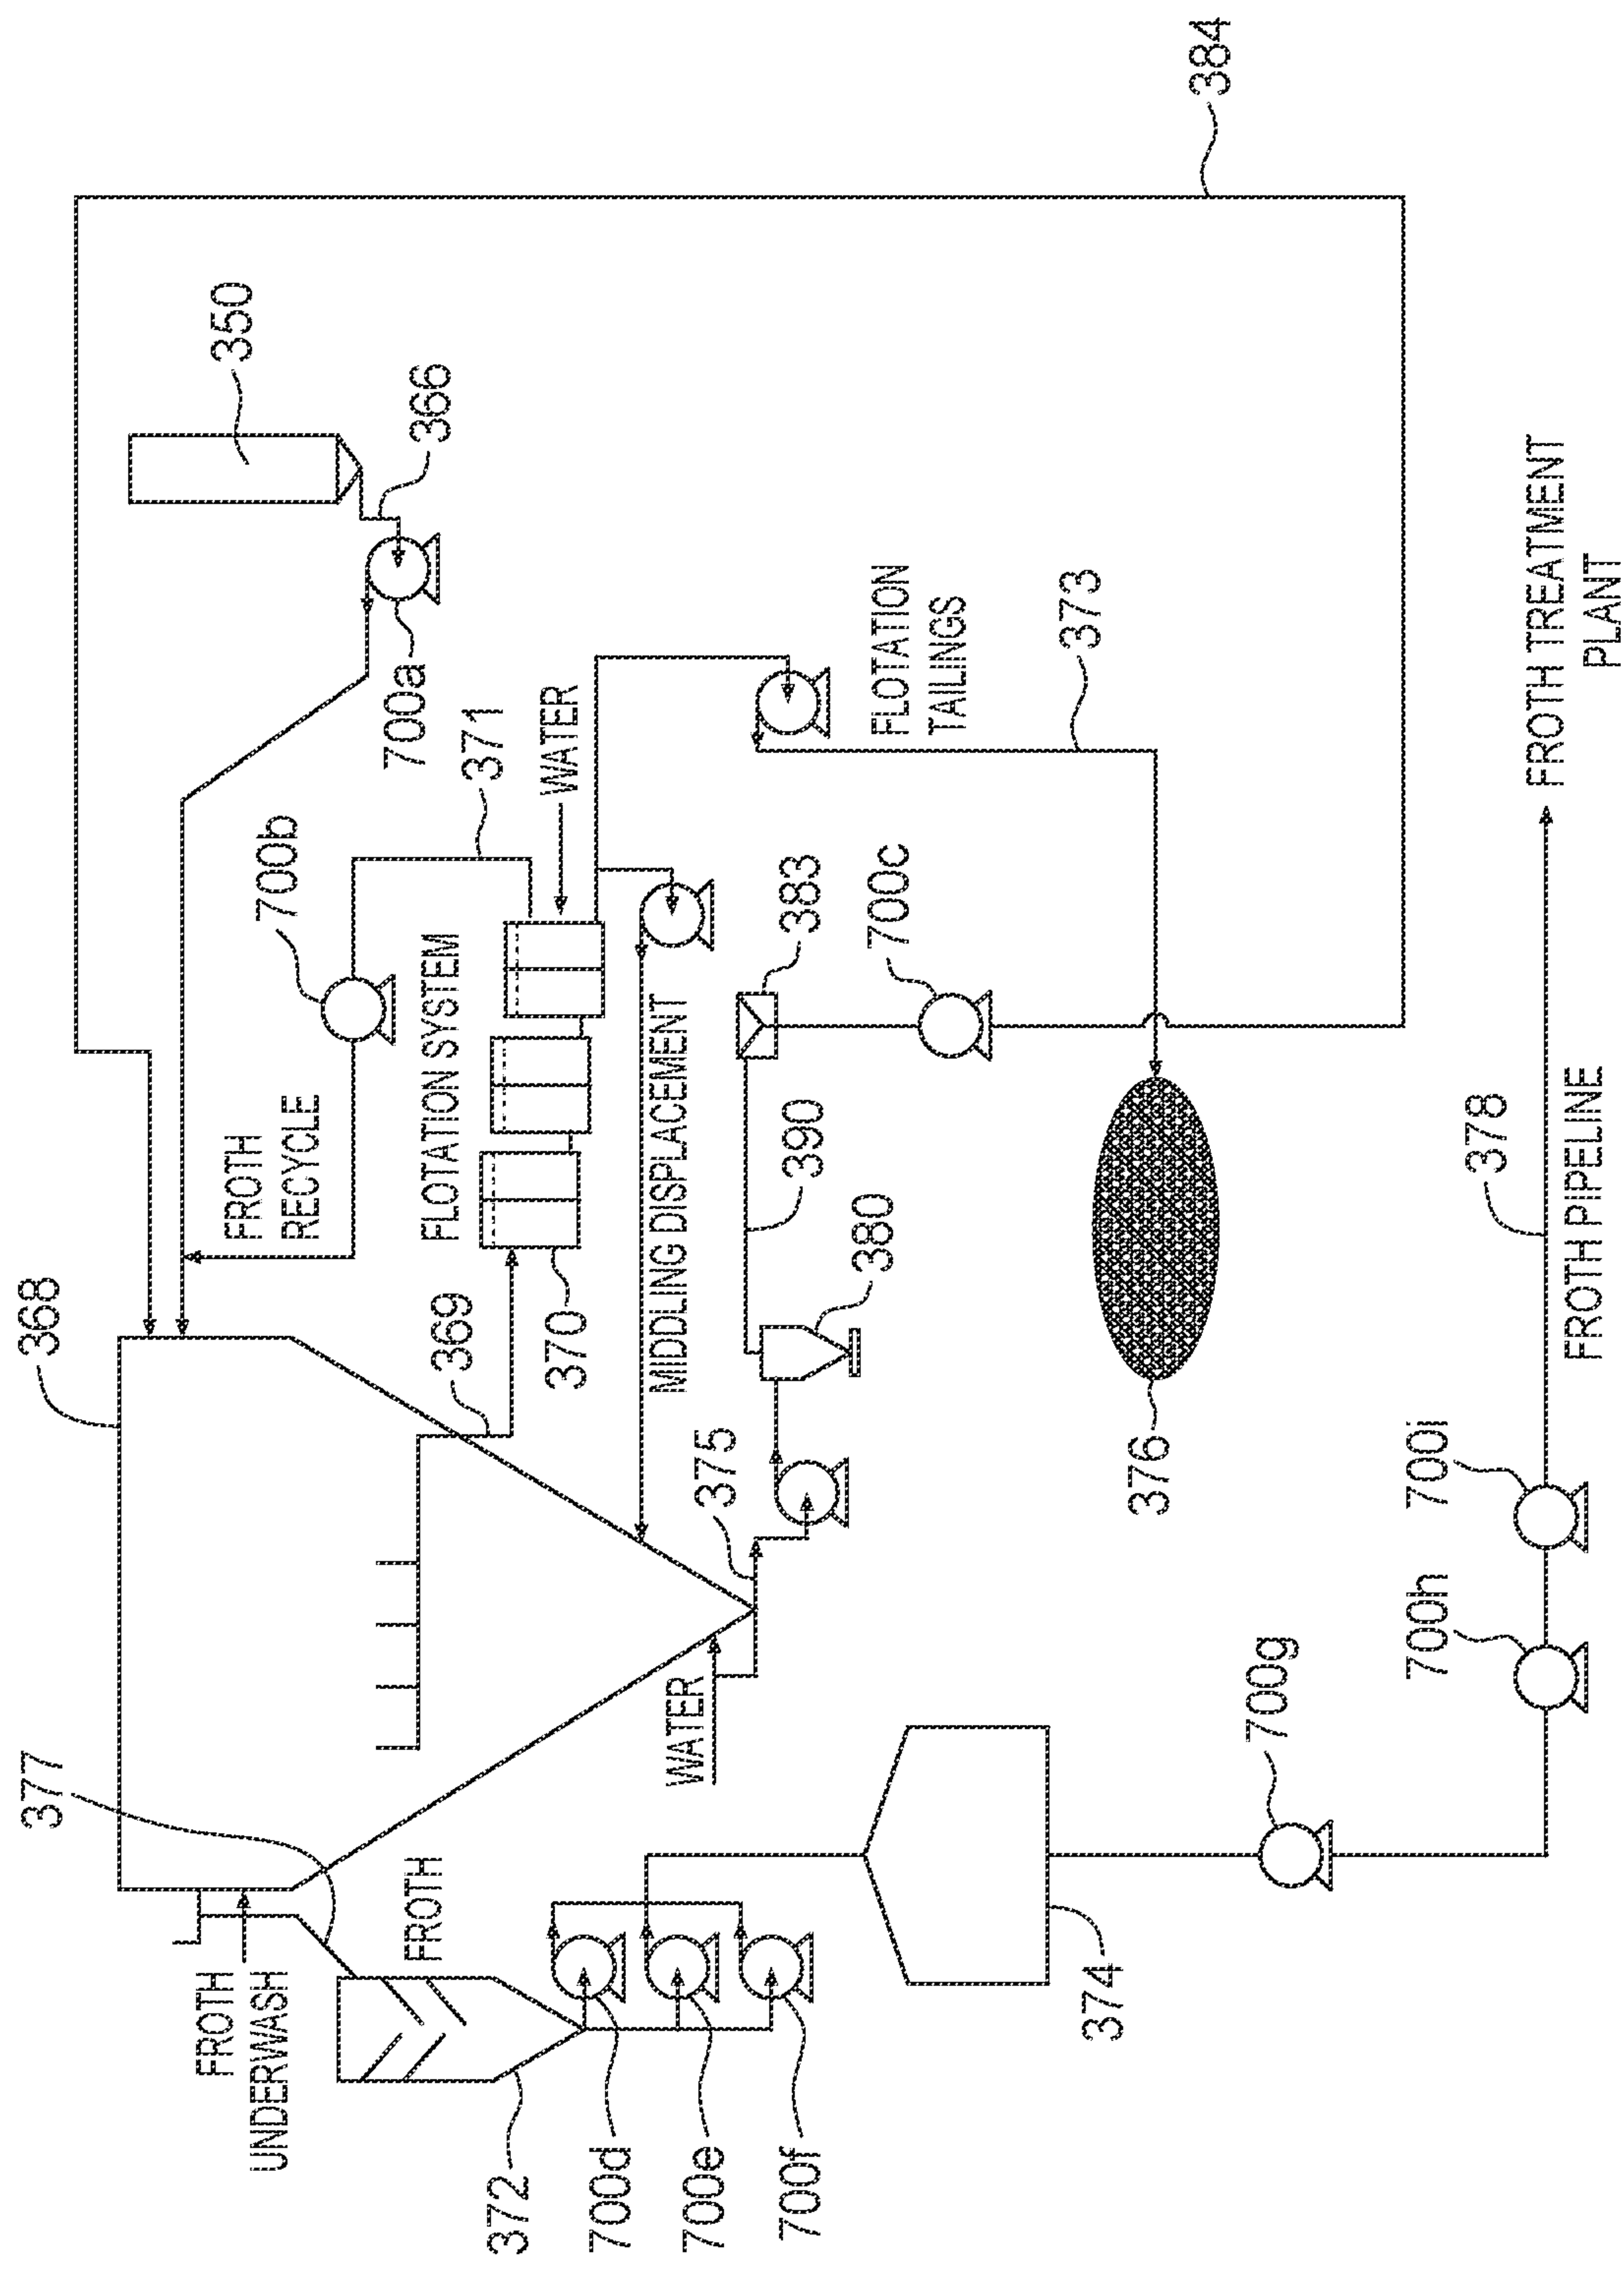 384
350
366
700a
371
WATER
700b
FLOTATION
TAILINGS
373
FROTH TREATMENT
PLANT
383
700c
FLOTATION SYSTEM
FROTH
RECYCLE
MIDDLING DISPLACEMENT
390
380
378
FROTH PIPELINE
368
369
370
375
376
700i
700h
700g
WATER
377
FROTH
FROTH
UNDERWASH
374
372
700d
700e
700f